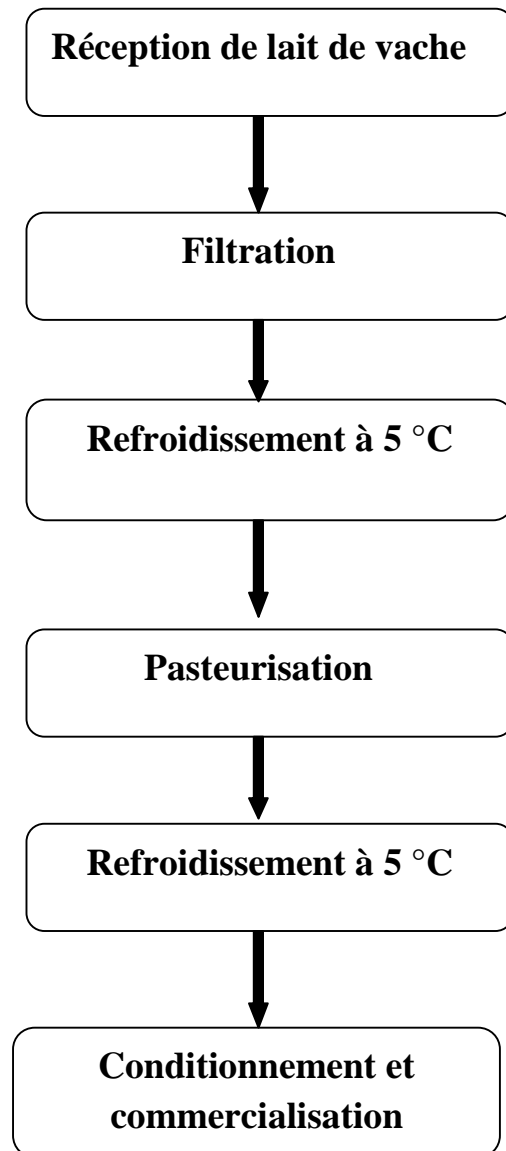 Réception de lait de vache
Filtration
Refroidissement à 5 °C
Pasteurisation
Refroidissement à 5 °C
Conditionnement et
commercialisation